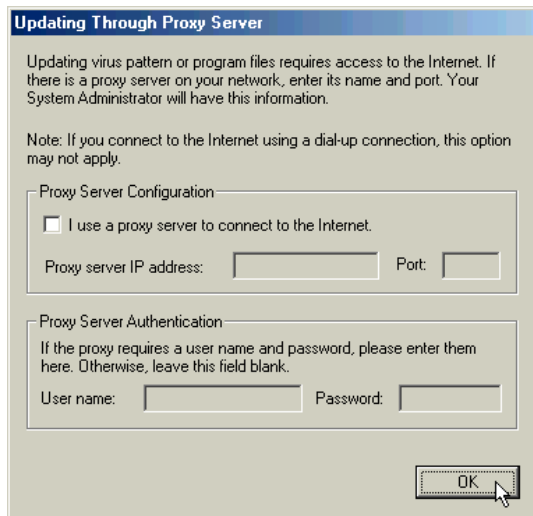 Updating Through Proxy Server
Updating virus pattern or program files requires access to the Internet. If
there is a proxy server on your network, enter its name and port. Your
System Administrator will have this information.
Note: If you connect to the Internet using a dial-up connection, this option
may not apply.
Proxy Server Configuration
I use a proxy server to connect to the Internet.
Proxy server IP address: Port:
Proxy Server Authentication
If the proxy requires a user name and password, please enter them
here. Otherwise, leave this field blank.
User name: Password:
OK